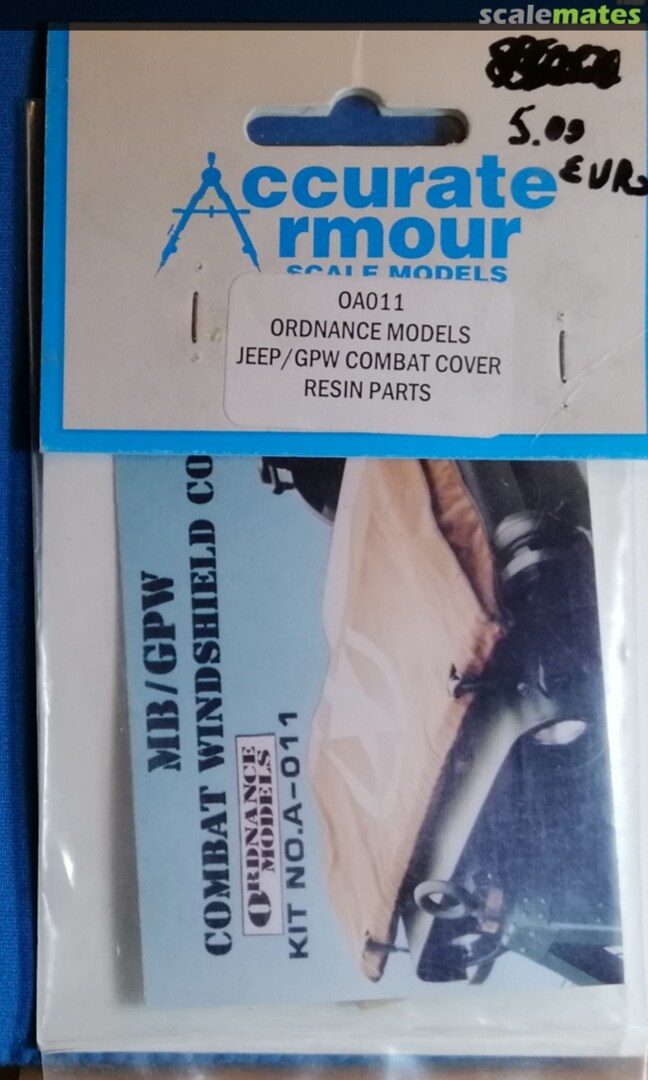 scalemates
5.00
EURO
Accurate
Armour
SCALE MODELS
OA011
ORDNANCE MODELS
JEEP/GPW COMBAT COVER
RESIN PARTS
MB/GPW
COMBAT WINDSHIELD CO
ORDNANCE
MODELS
KIT NO.A-011